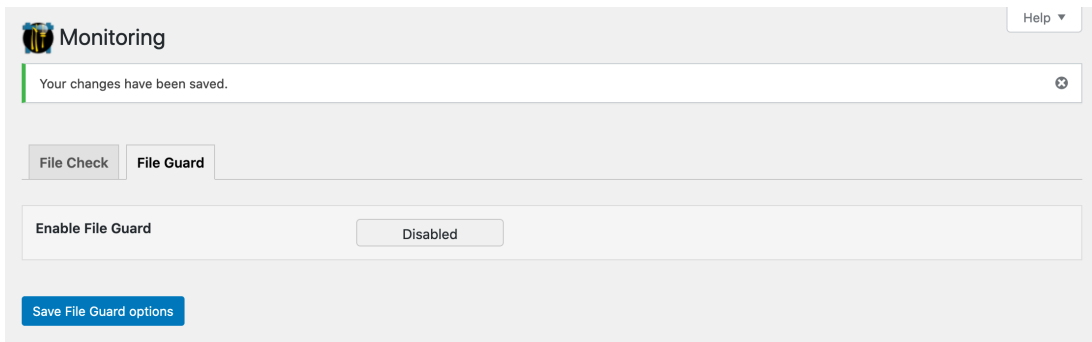 Help ▼
Monitoring
Your changes have been saved.
File Check File Guard
Enable File Guard Disabled
Save File Guard options